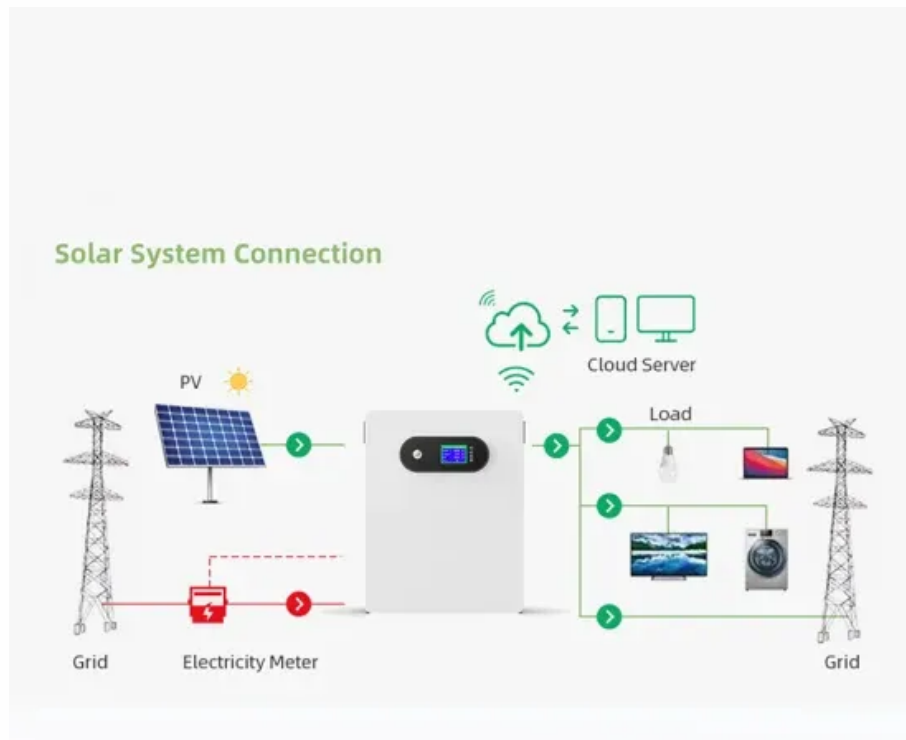 Solar System Connection
Cloud Server
PV
Load
Grid
Electricity Meter
Grid